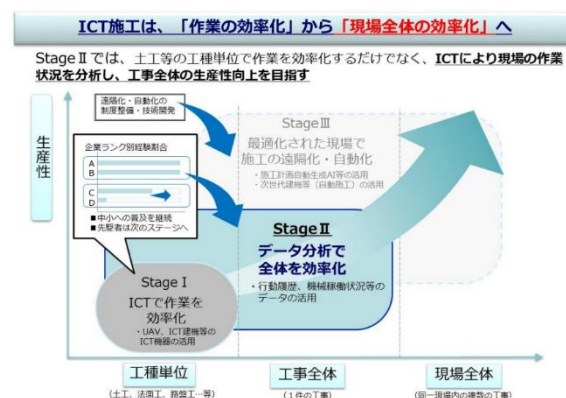 ICT施工は、「作業の効率化」から「現場全体の効率化」へ
StageⅡでは、土工等の工種単位で作業を効率化するだけでなく、ICTにより現場の作業
状況を分析し、工事全体の生産性向上を目指す
生産性
遠隔化・自動化の
制度整備・技術開発
企業ランク別経験割合
A
B
C
D
■中小への普及を継続
■先駆者は次のステージへ
StageⅢ
最適化された現場で
施工の遠隔化・自動化
・施工計画自動生成AI等の活用
・次世代建機等（自動施工）の活用
StageⅡ
データ分析で
全体を効率化
・行動履歴、機械稼働状況等の
データの活用
StageⅠ
ICTで作業を
効率化
・UAV、ICT建機等の
ICT機器の活用
工種単位
（土工、法面工、路盤工…等）
工事全体
（1件の工事）
現場全体
（同一現場内の複数の工事）